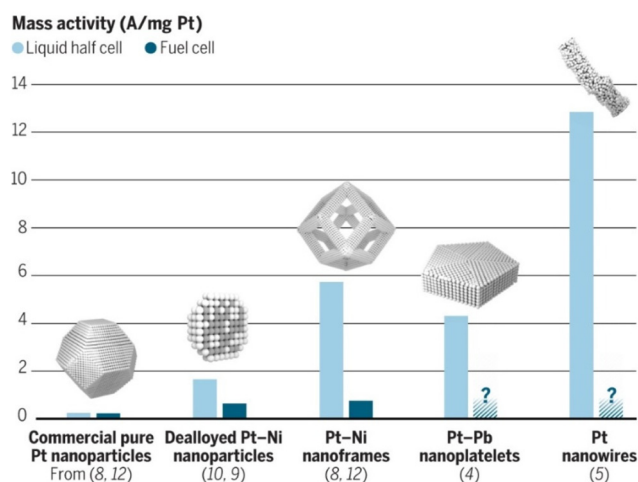 Mass activity (A/mg Pt)
Liquid half cell Fuel cell
14
12
10
8
6
4
2
0
? ?
Commercial pure Pt nanoparticles From (8, 12)
Dealloyed Pt–Ni nanoparticles (10, 9)
Pt–Ni nanoframes (8, 12)
Pt–Pb nanoplatelets (4)
Pt nanowires (5)